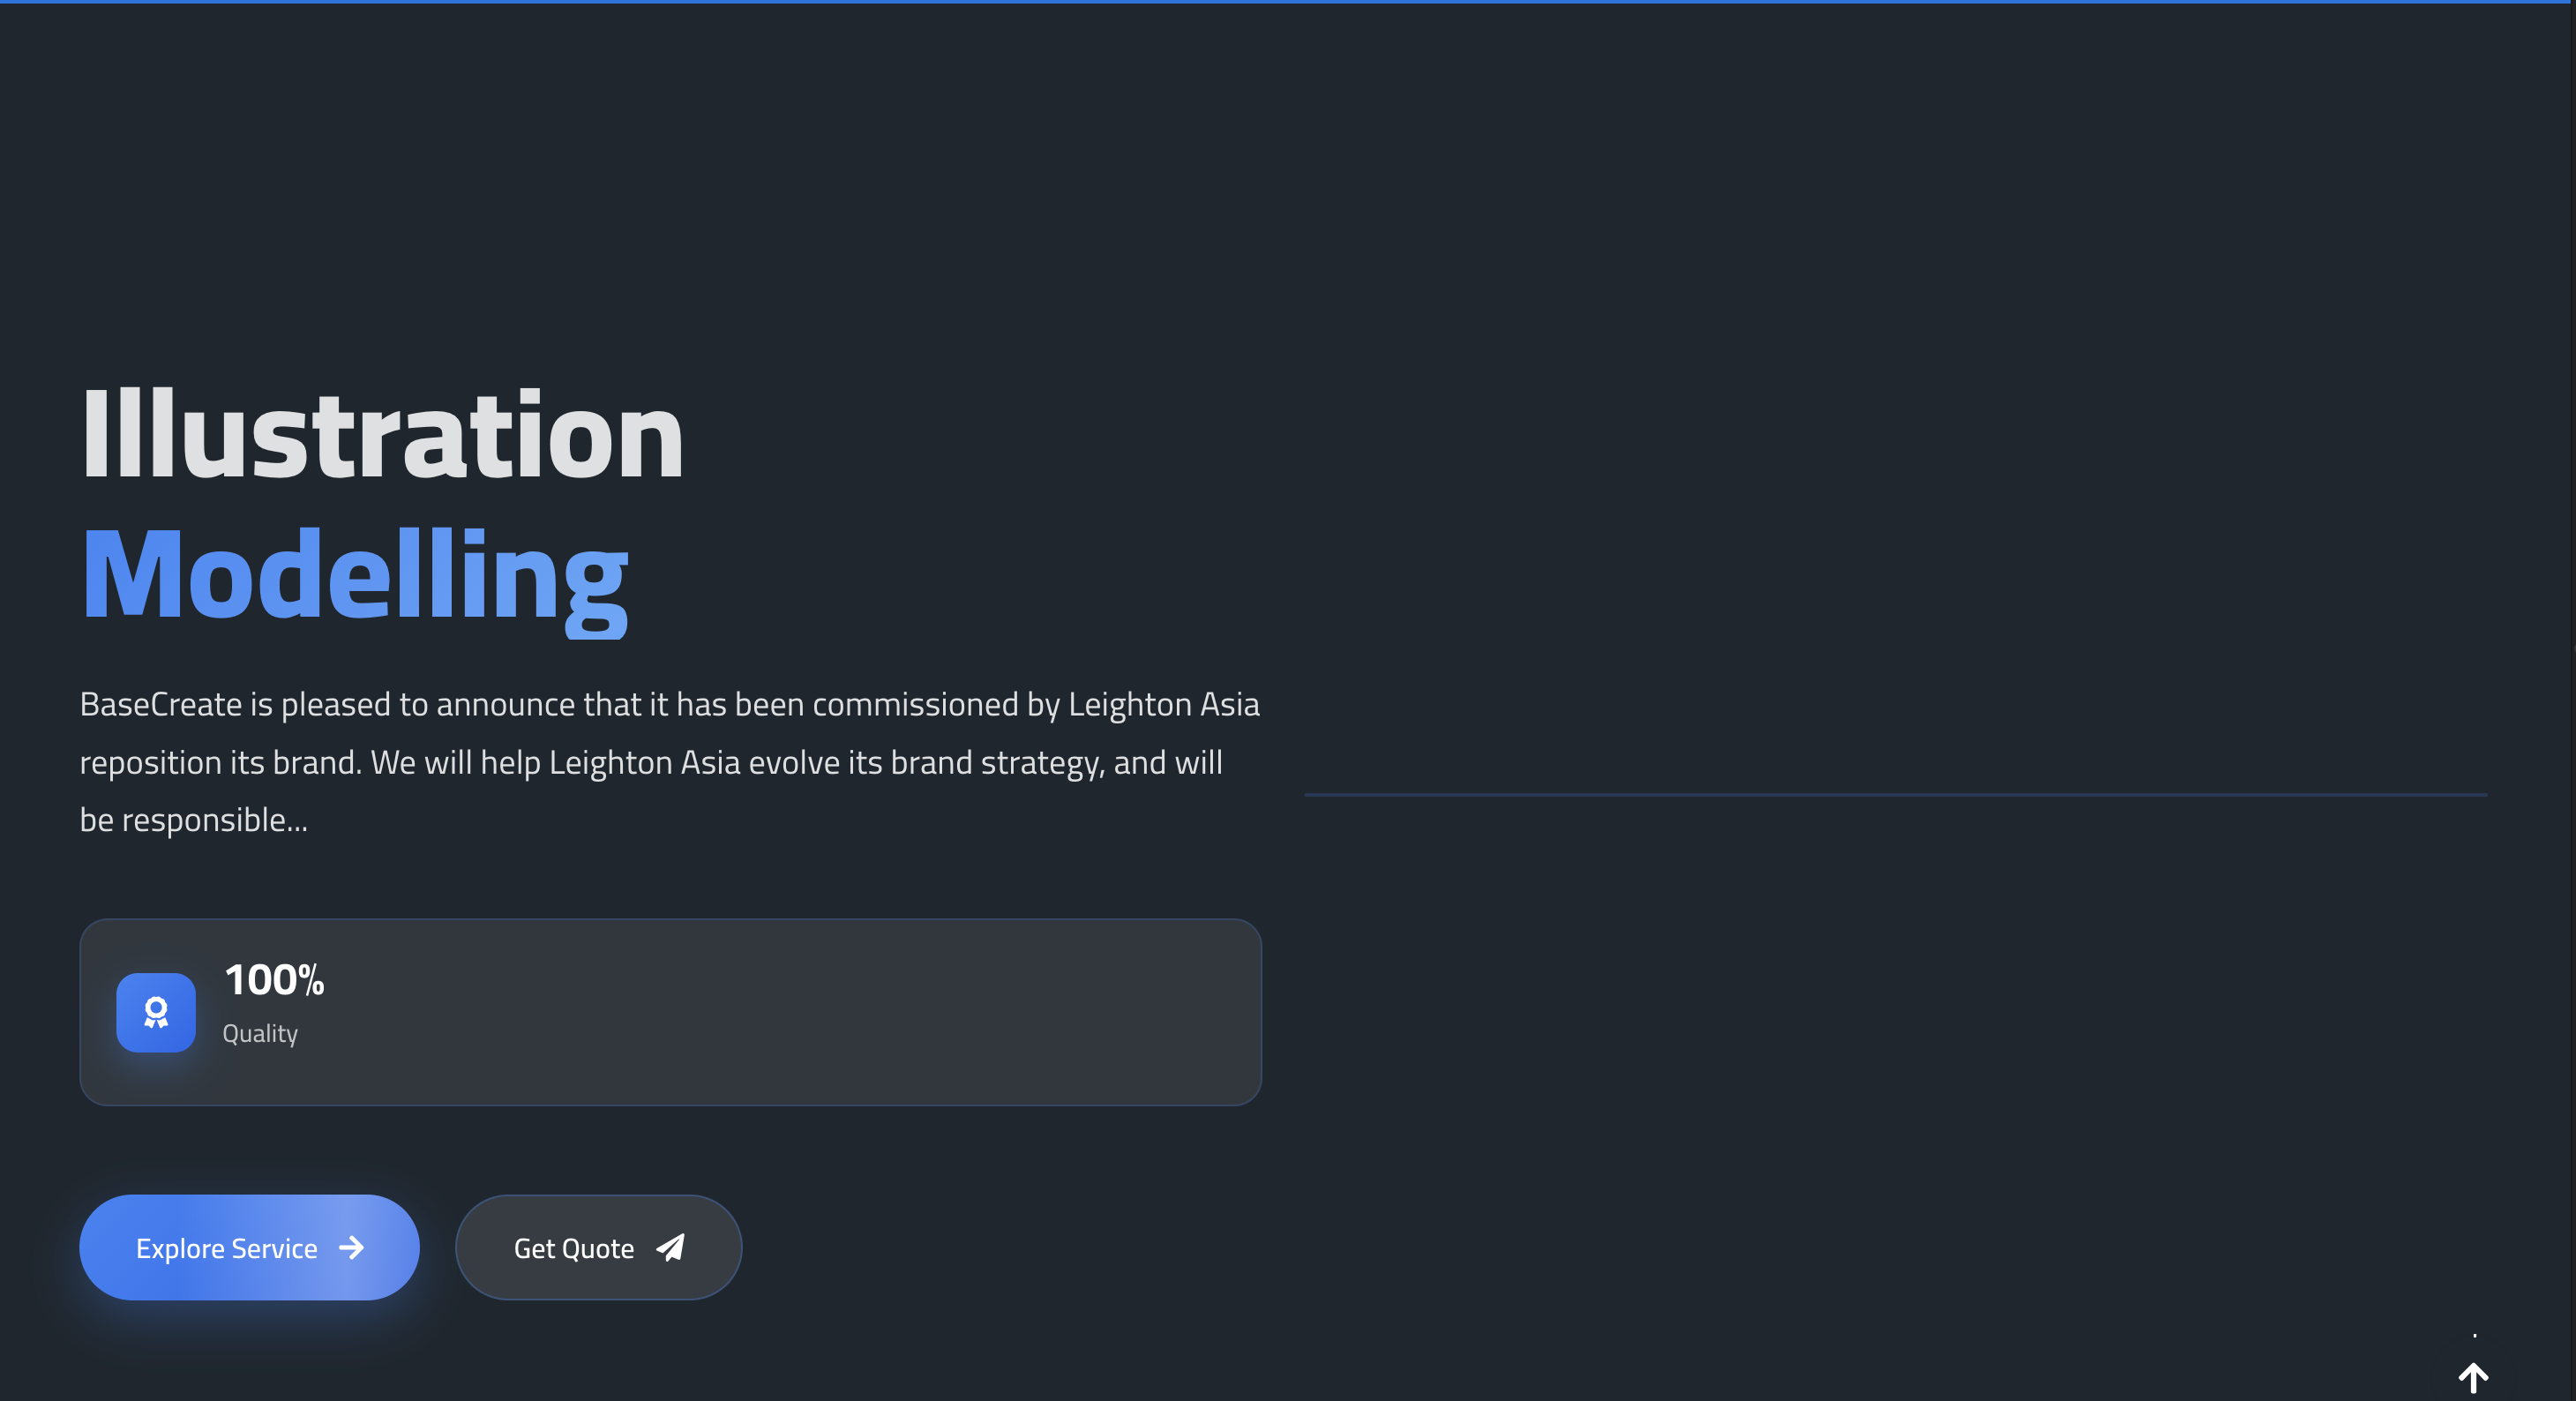 Illustration
Modelling
BaseCreate is pleased to announce that it has been commissioned by Leighton Asia
reposition its brand. We will help Leighton Asia evolve its brand strategy, and will
be responsible...
100%
Quality
Explore Service
Get Quote